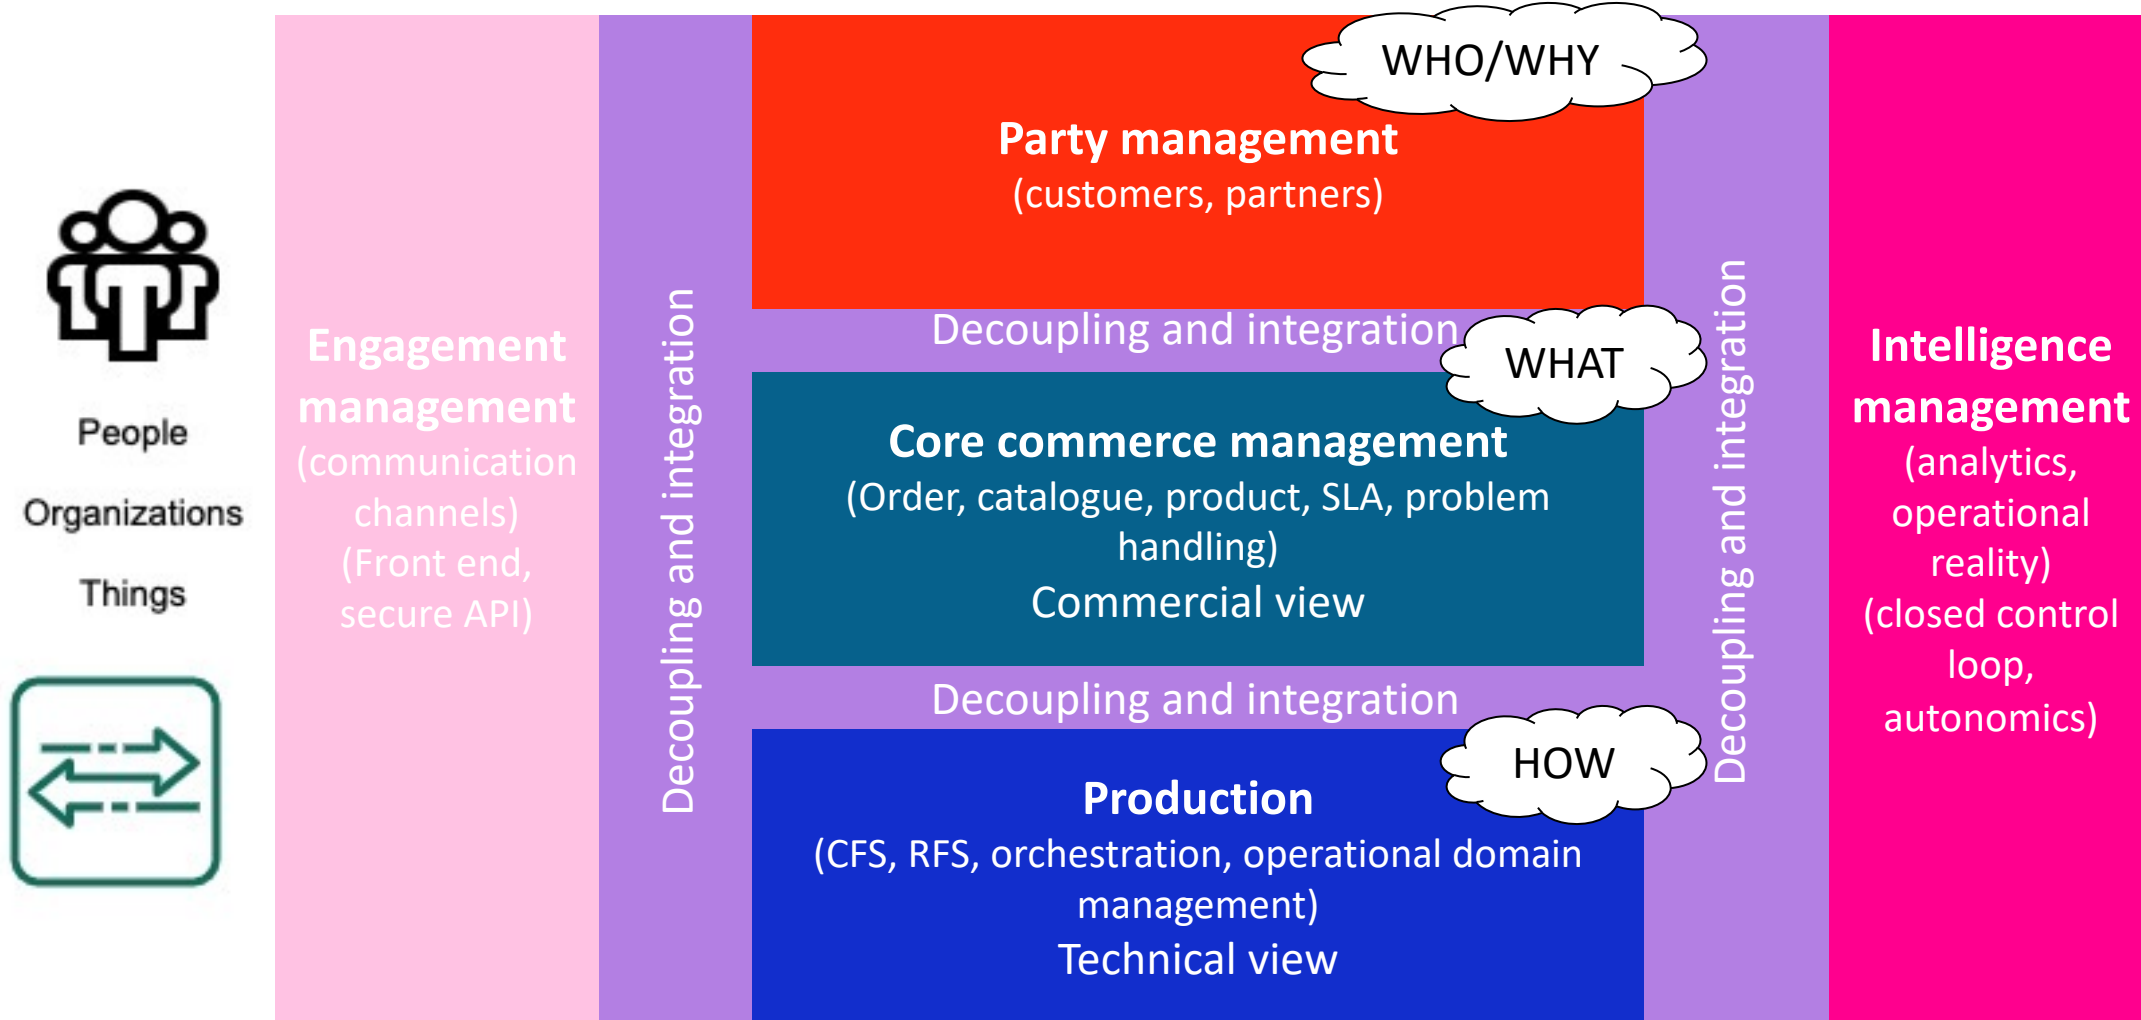 People
Organizations
Things
Engagement
management
(communication
channels)
(Front end,
secure API)
Decoupling and integration
WHO/WHY
Party management
(customers, partners)
Decoupling and integration
WHAT
Core commerce management
(Order, catalogue, product, SLA, problem
handling)
Commercial view
Decoupling and integration
HOW
Production
(CFS, RFS, orchestration, operational domain
management)
Technical view
Decoupling and integration
Intelligence
management
(analytics,
operational
reality)
(closed control
loop,
autonomics)